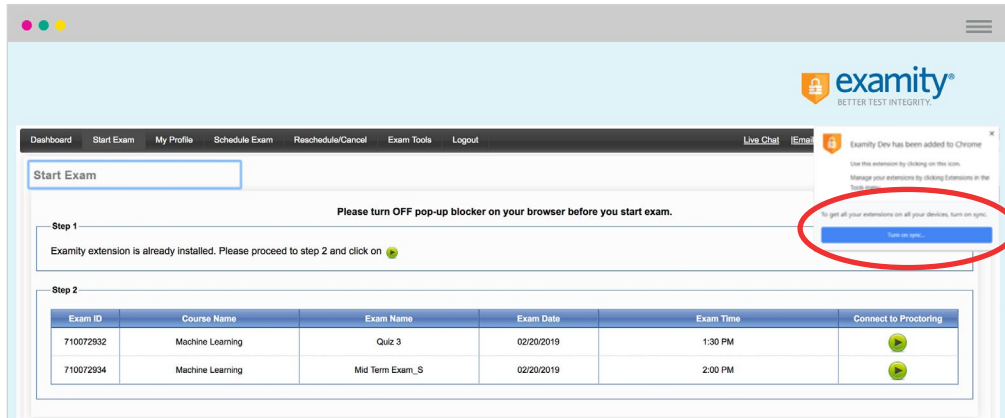 examity®
BETTER TEST INTEGRITY.
Dashboard Start Exam My Profile Schedule Exam Reschedule/Cancel Exam Tools Logout Live Chat |Email
Examity Dev has been added to Chrome
Use this extension by clicking on this icon.
Manage your extensions by clicking Extensions in the
Tools menu.
To get all your extensions on all your devices, turn on sync.
Turn on sync...
Start Exam
Please turn OFF pop-up blocker on your browser before you start exam.
Step 1
Examity extension is already installed. Please proceed to step 2 and click on
Step 2
Exam ID Course Name Exam Name Exam Date Exam Time Connect to Proctoring
710072932 Machine Learning Quiz 3 02/20/2019 1:30 PM
710072934 Machine Learning Mid Term Exam_S 02/20/2019 2:00 PM